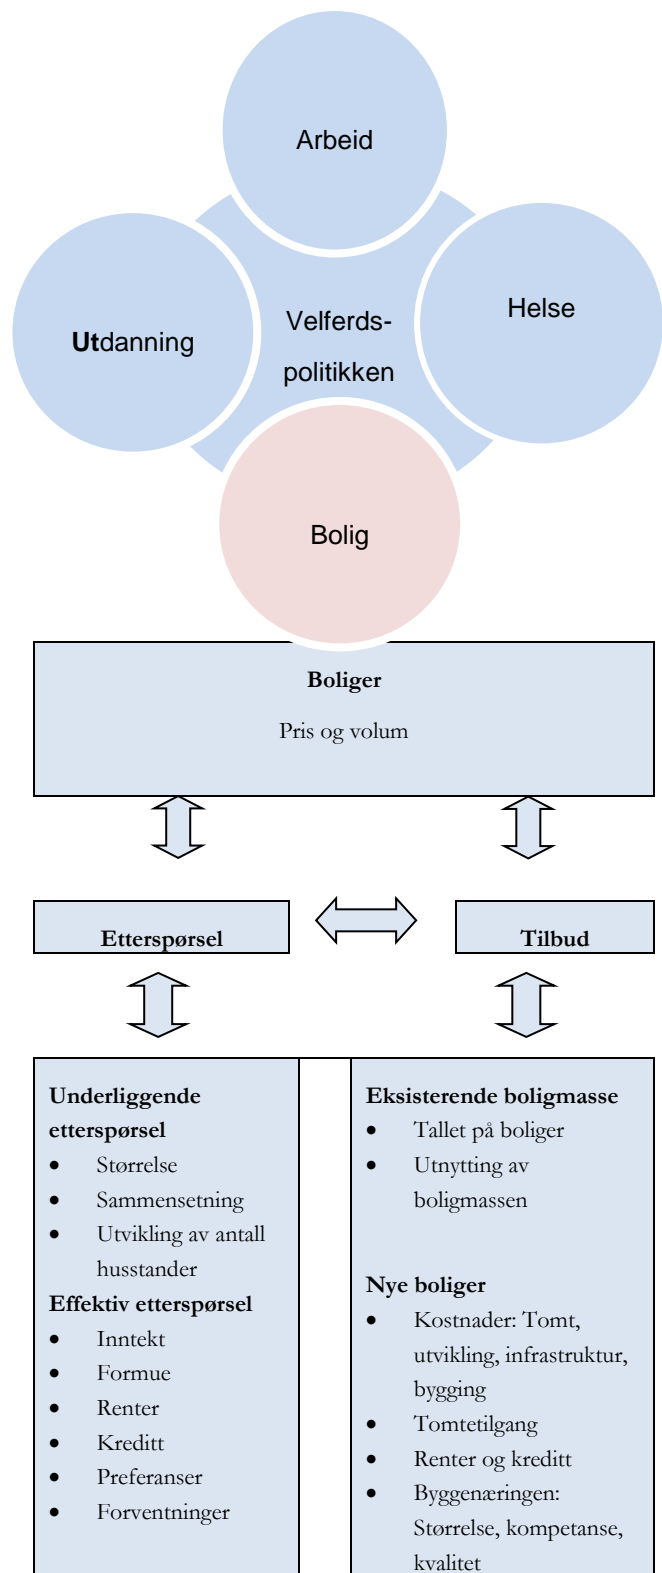 Arbeid
Utdanning
Velferds-
politikken
Helse
Bolig
Boliger
Pris og volum
Etterspørsel
Tilbud
Underliggende
etterspørsel
• Størrelse
• Sammensetning
• Utvikling av antall
husstander
Effektiv etterspørsel
• Inntekt
• Formue
• Renter
• Kreditt
• Preferanser
• Forventninger
Eksisterende boligmasse
• Tallet på boliger
• Utnytting av
boligmassen
Nye boliger
• Kostnader: Tomt,
utvikling, infrastruktur,
bygging
• Tomtetilgang
• Renter og kreditt
• Byggenæringen:
Størrelse, kompetanse,
kvalitet